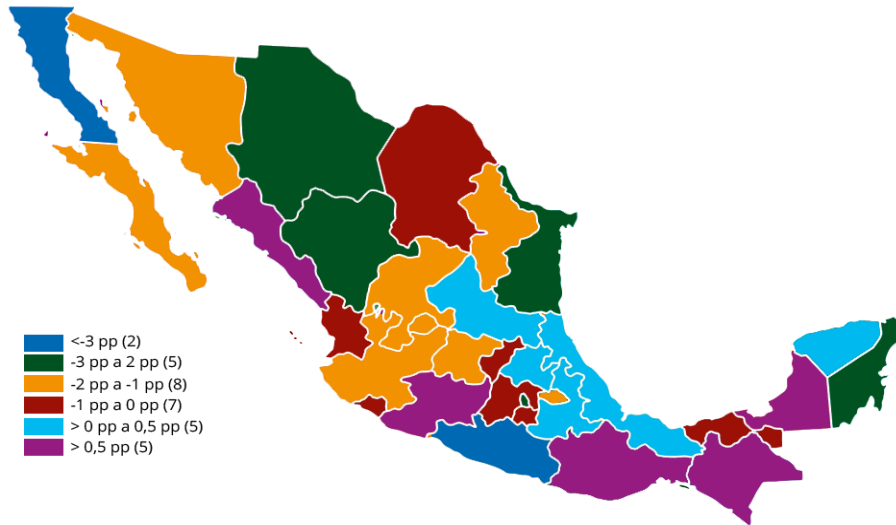 <-3 pp (2)
-3 pp a 2 pp (5)
-2 pp a -1 pp (8)
-1 pp a 0 pp (7)
> 0 pp a 0,5 pp (5)
> 0,5 pp (5)